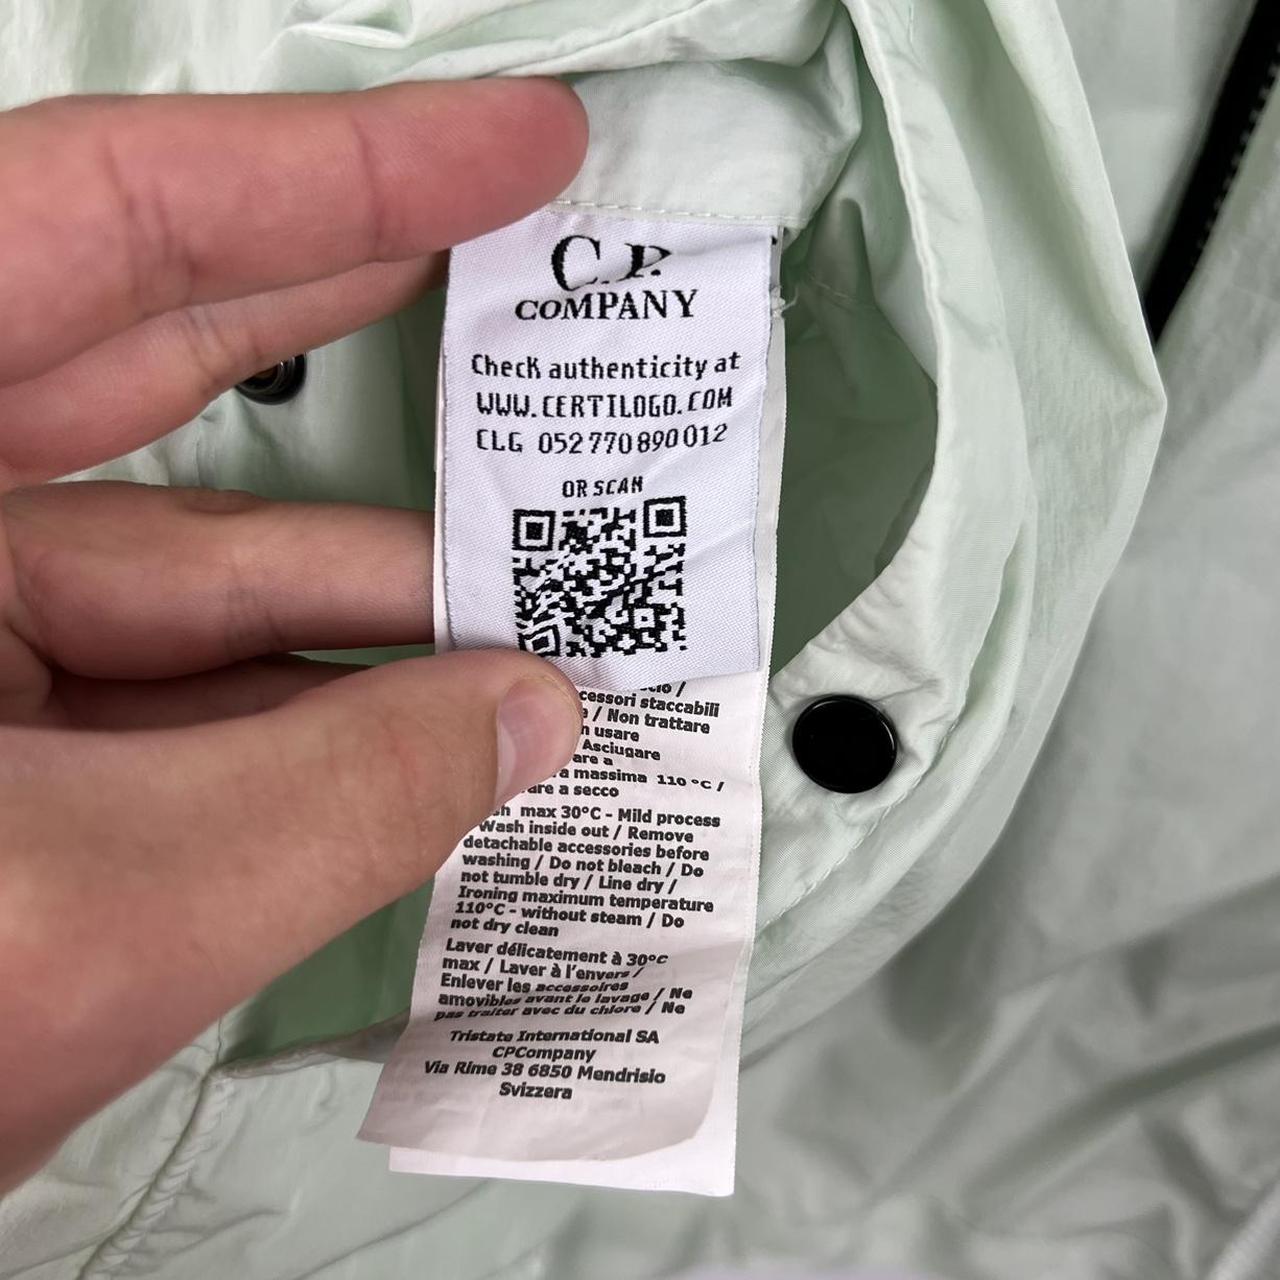 C.P.
COMPANY
Check authenticity at
WWW.CERTILOGO.COM
CLG 052770890012
OR SCAN
/
cessori staccabili
/ Non trattare
usare
Asciugare
are a
a massima 110 °C /
a secco
max 30°C - Mild process
Wash inside out / Remove
detachable accessories before
washing / Do not bleach / Do
not tumble dry / Line dry /
Ironing maximum temperature
110°C - without steam / Do
not dry clean
Laver délicatement à 30°C
max / Laver à l'envers /
Enlever les accessoires
amovibles avant le lavage / Ne
pas traiter avec du chlore / Ne
Tristate International SA
CPCompany
Via Rime 38 6850 Mendrisio
Svizzera